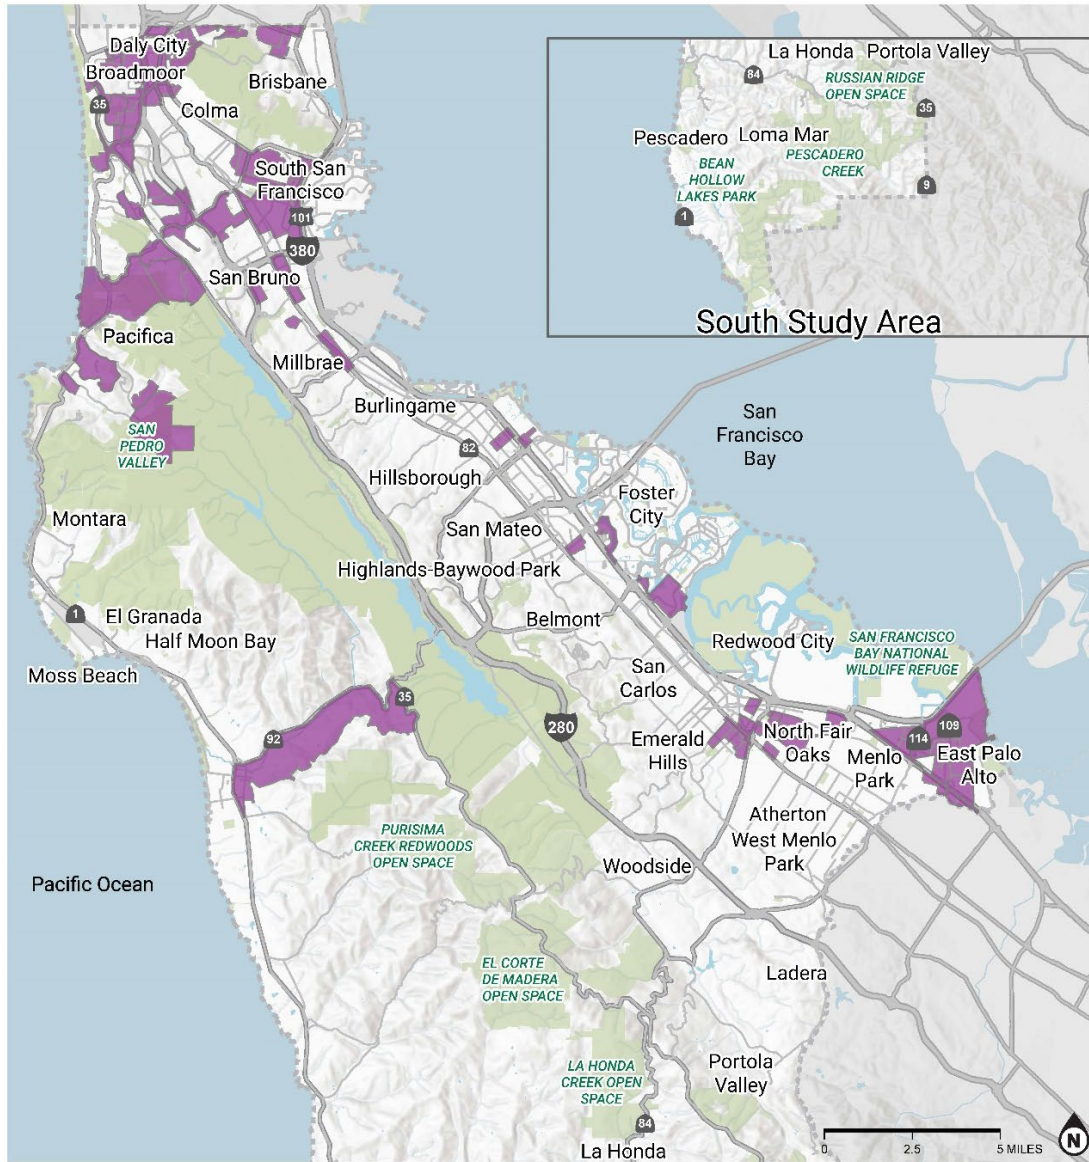 Daly City
Broadmoor
35
Colma
Brisbane
South San
Francisco
101
380
San Bruno
Pacifica
Millbrae
Burlingame
SAN
PEDRO
VALLEY
82
Hillsborough
San
Francisco
Bay
Foster
City
Montara
San Mateo
Highlands-Baywood Park
1
El Granada
Half Moon Bay
Belmont
Redwood City
SAN FRANCISCO
BAY NATIONAL
WILDLIFE REFUGE
Moss Beach
San
Carlos
35
92
280
Emerald
Hills
North Fair
Oaks
Menlo
Park
114
109
East Palo
Alto
Atherton
West Menlo
Park
PURISIMA
CREEK REDWOODS
OPEN SPACE
Woodside
Pacific Ocean
EL CORTE
DE MADERA
OPEN SPACE
Ladera
LA HONDA
CREEK OPEN
SPACE
Portola
Valley
84
La Honda
0 2.5 5 MILES
N
La Honda
Portola Valley
84
RUSSIAN RIDGE
OPEN SPACE
35
Pescadero
Loma Mar
BEAN
HOLLOW
LAKES PARK
PESCADERO
CREEK
9
1
South Study Area